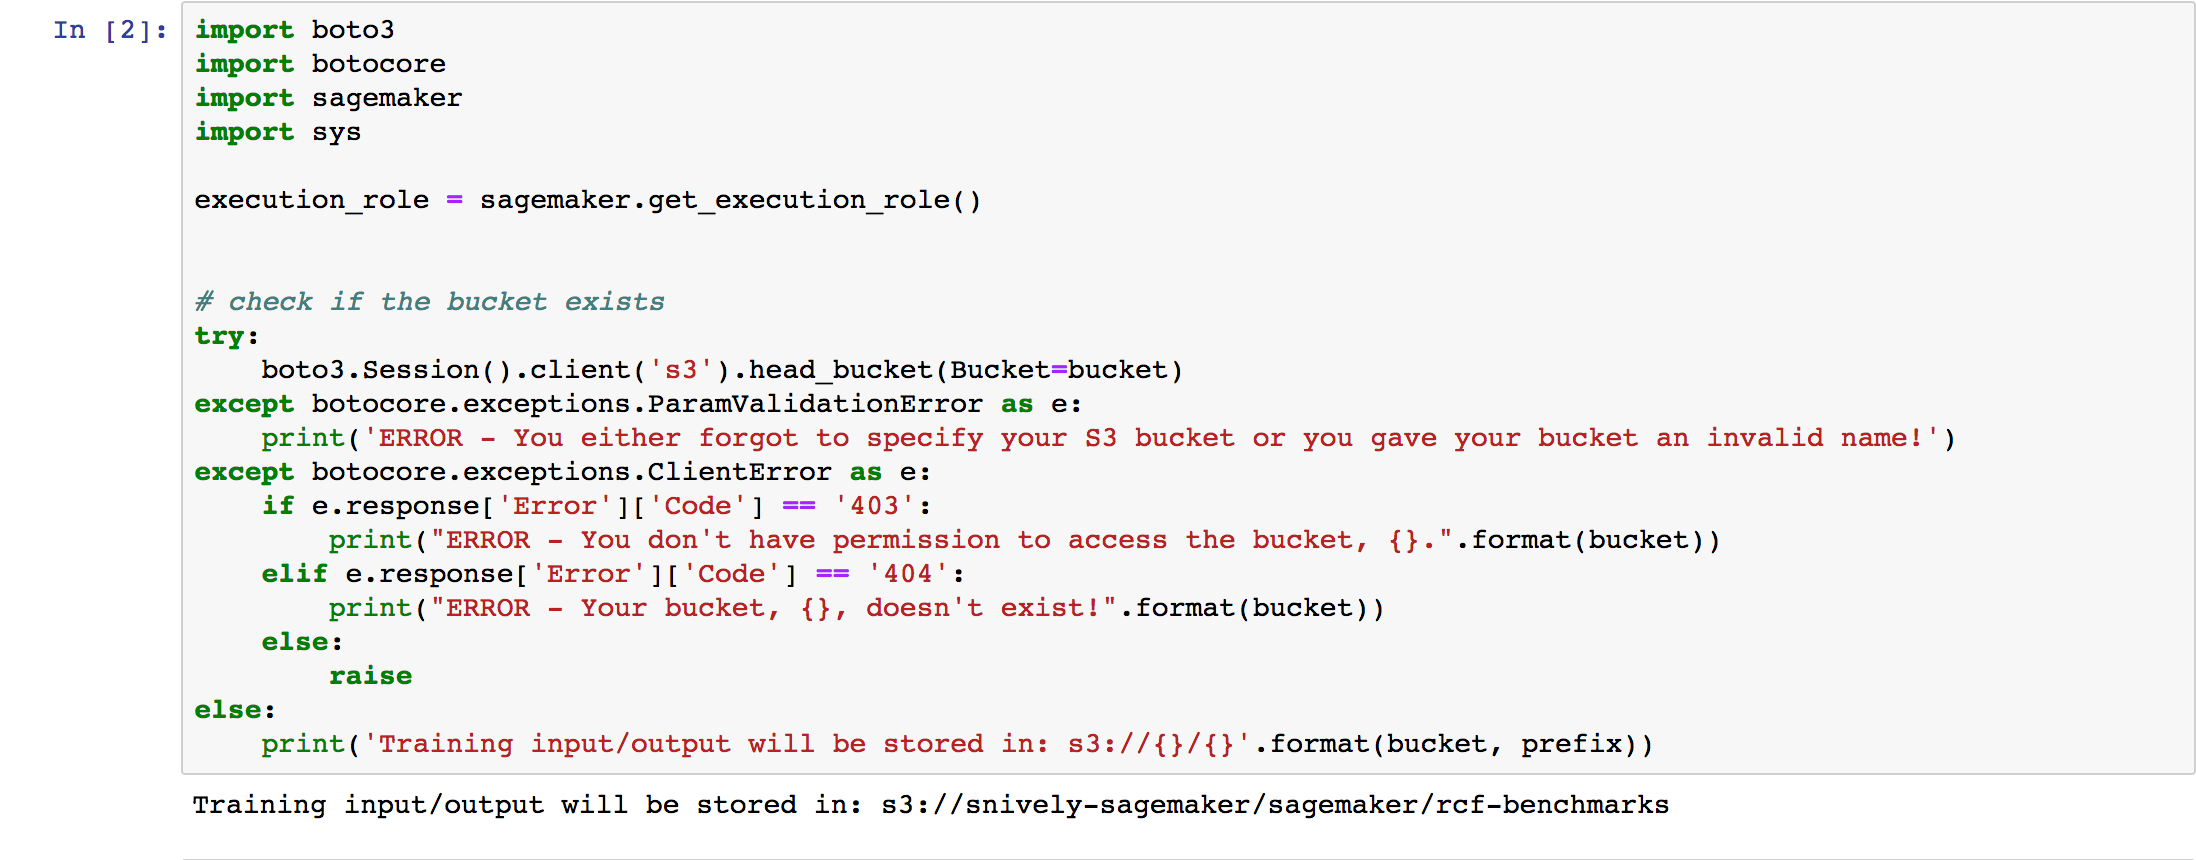 In [2]:
import boto3
import botocore
import sagemaker
import sys
execution_role = sagemaker.get_execution_role()
# check if the bucket exists
try:
    boto3.Session().client('s3').head_bucket(Bucket=bucket)
except botocore.exceptions.ParamValidationError as e:
    print('ERROR - You either forgot to specify your S3 bucket or you gave your bucket an invalid name!')
except botocore.exceptions.ClientError as e:
    if e.response['Error']['Code'] == '403':
        print("ERROR - You don't have permission to access the bucket, {}.".format(bucket))
    elif e.response['Error']['Code'] == '404':
        print("ERROR - Your bucket, {}, doesn't exist!".format(bucket))
    else:
        raise
else:
    print('Training input/output will be stored in: s3://{}/{}'.format(bucket, prefix))
Training input/output will be stored in: s3://snively-sagemaker/sagemaker/rcf-benchmarks